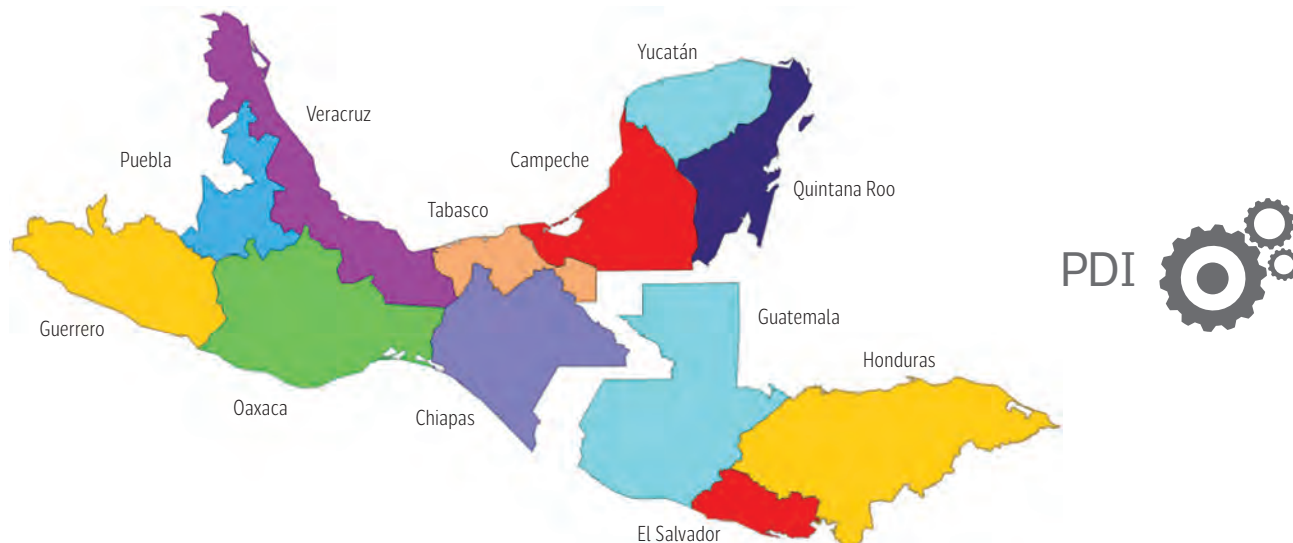 Yucatán
Veracruz
Puebla
Campeche
Quintana Roo
Tabasco
PDI
Guerrero
Guatemala
Honduras
Oaxaca
Chiapas
El Salvador